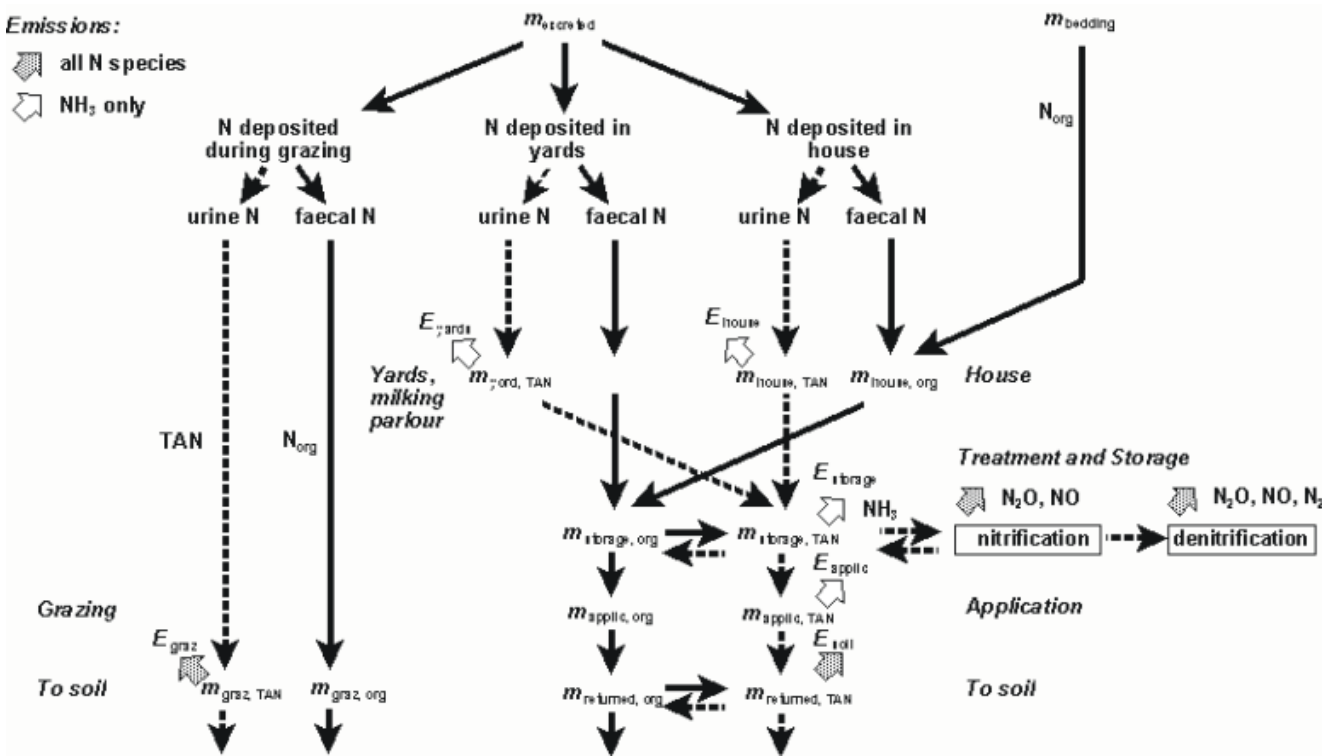 Emissions:
all N species
NH₃ only
m excreted
m bedding
N deposited
during grazing
N deposited in
yards
N deposited in
house
N org
urine N
faecal N
urine N
faecal N
urine N
faecal N
E yards
E house
Yards,
milking
parlour
m yard, TAN
m house, TAN
m house, org
House
TAN
N org
Treatment and Storage
E storage
N₂O, NO
N₂O, NO, N₂
NH₃
m storage, org
m storage, TAN
nitrification
denitrification
E applic
Grazing
m applic, org
m applic, TAN
Application
E graz
E soil
To soil
m graz, TAN
m graz, org
m returned, org
m returned, TAN
To soil